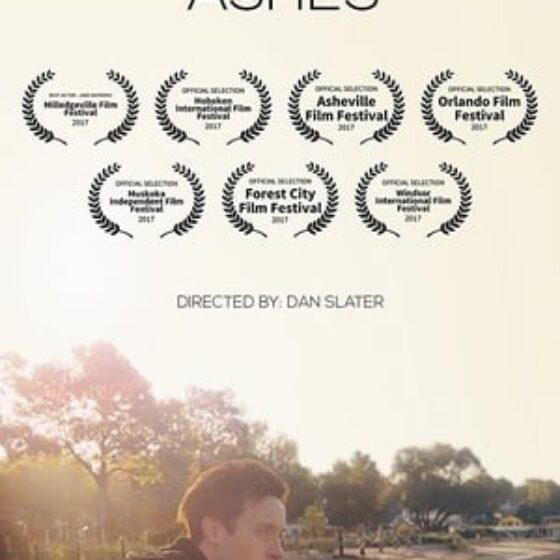 ASHES
Milledgeville Film
Festival
2017
OFFICIAL SELECTION
Hoboken
International Film
Festival
2017
OFFICIAL SELECTION
Asheville
Film Festival
2017
OFFICIAL SELECTION
Orlando Film
Festival
2017
OFFICIAL SELECTION
Muskoka
Independent Film
Festival
2017
OFFICIAL SELECTION
Forest City
Film Festival
2017
OFFICIAL SELECTION
Windsor
International Film
Festival
2017
DIRECTED BY: DAN SLATER